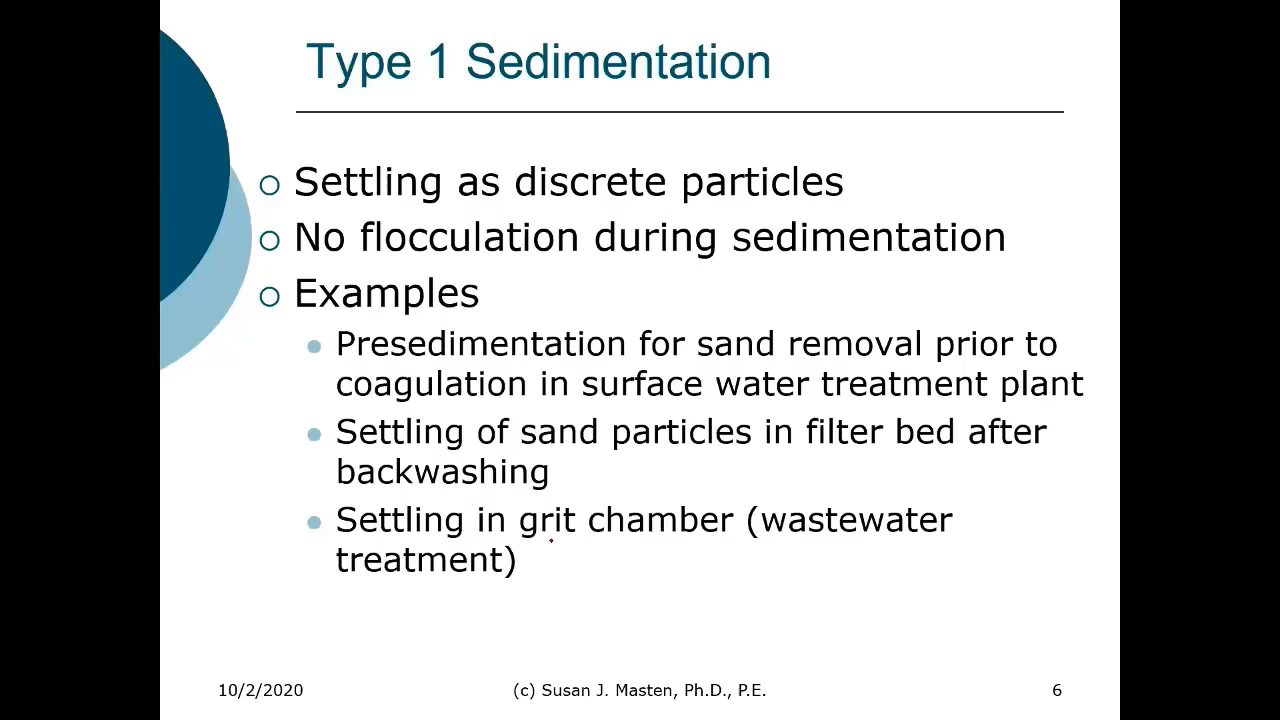 Type 1 Sedimentation
Settling as discrete particles
No flocculation during sedimentation
Examples
Presedimentation for sand removal prior to
coagulation in surface water treatment plant
Settling of sand particles in filter bed after
backwashing
Settling in grit chamber (wastewater
treatment)
10/2/2020 (c) Susan J. Masten, Ph.D., P.E. 6